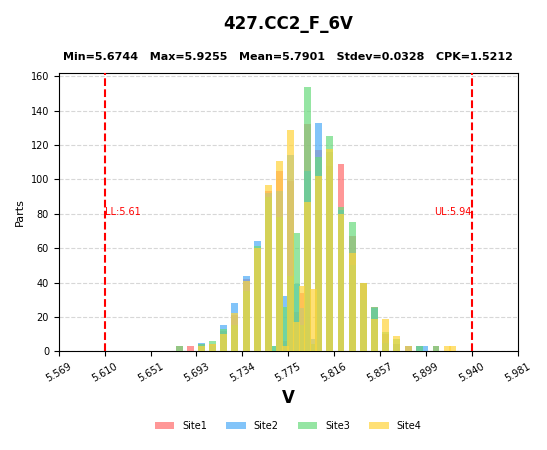 427.CC2_F_6V
Min=5.6744 Max=5.9255 Mean=5.7901 Stdev=0.0328 CPK=1.5212
160
140
120
100
80
60
40
20
0
Parts
LL:5.61
UL:5.94
5.569 5.610 5.651 5.693 5.734 5.775 5.816 5.857 5.899 5.940 5.981
V
Site1 Site2 Site3 Site4